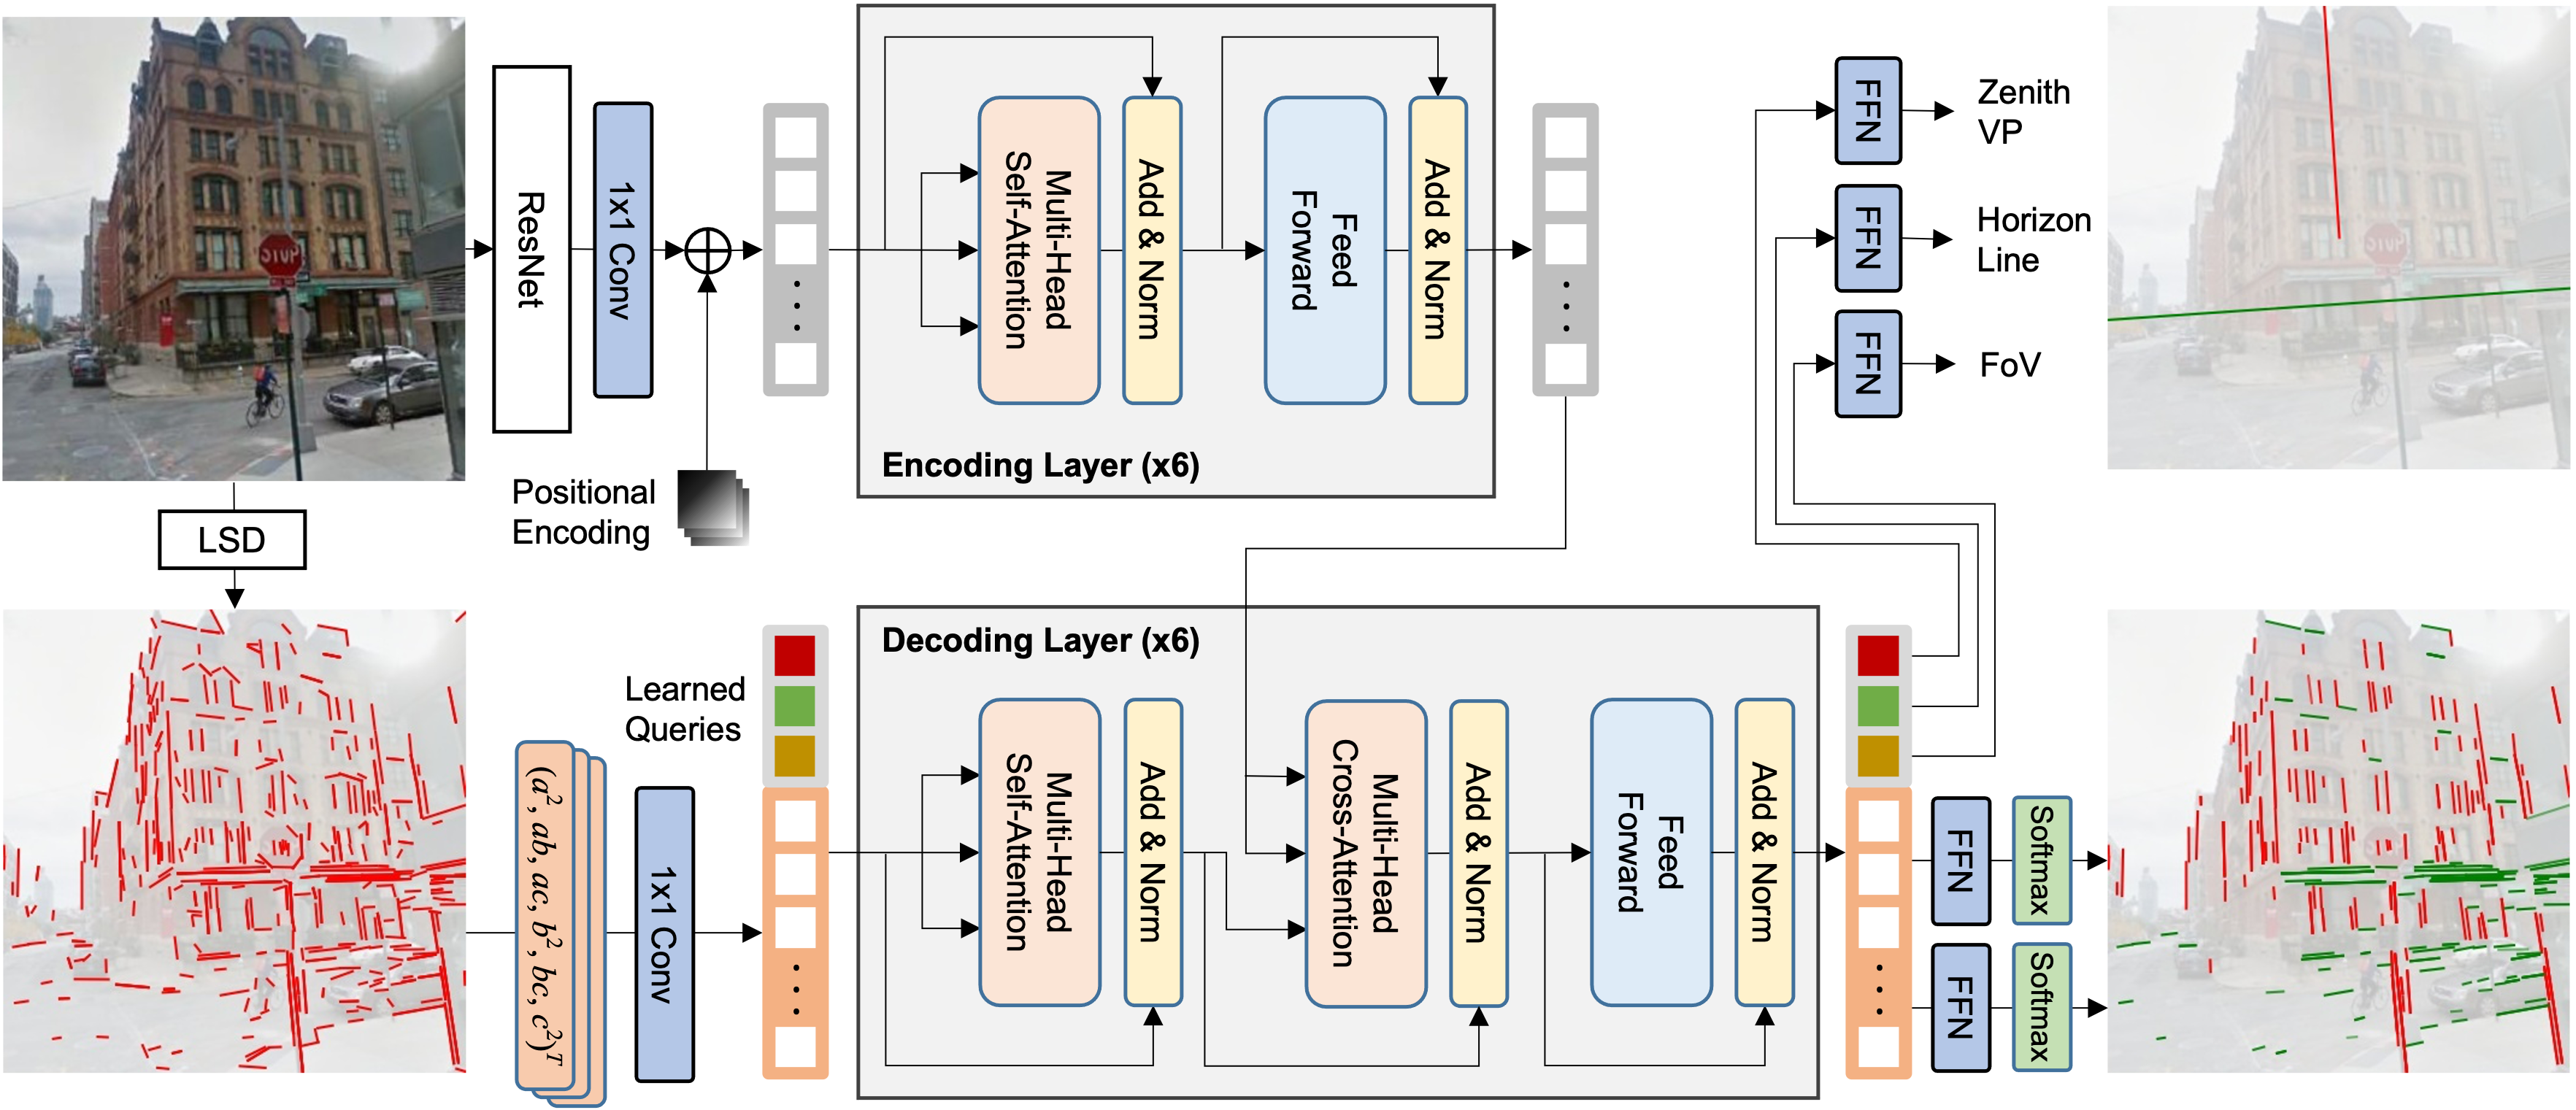 ResNet
1x1 Conv
Positional
Encoding
Multi-Head
Self-Attention
Add & Norm
Feed
Forward
Add & Norm
Encoding Layer (x6)
FFN
Zenith
VP
FFN
Horizon
Line
FFN
FoV
STOP
LSD
Learned
Queries
(a², ab, ac, b², bc, c²)ᵀ
1x1 Conv
Decoding Layer (x6)
Multi-Head
Self-Attention
Add & Norm
Multi-Head
Cross-Attention
Add & Norm
Feed
Forward
Add & Norm
FFN
Softmax
FFN
Softmax